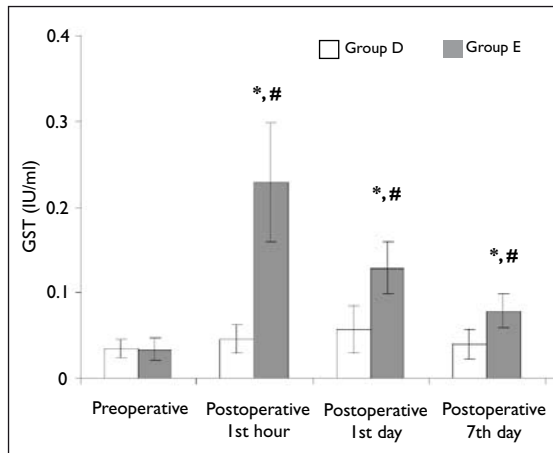 0.4
Group D
Group E
*, #
0.3
GST (IU/ml)
0.2
*, #
*, #
0.1
0
Preoperative
Postoperative
1st hour
Postoperative
1st day
Postoperative
7th day